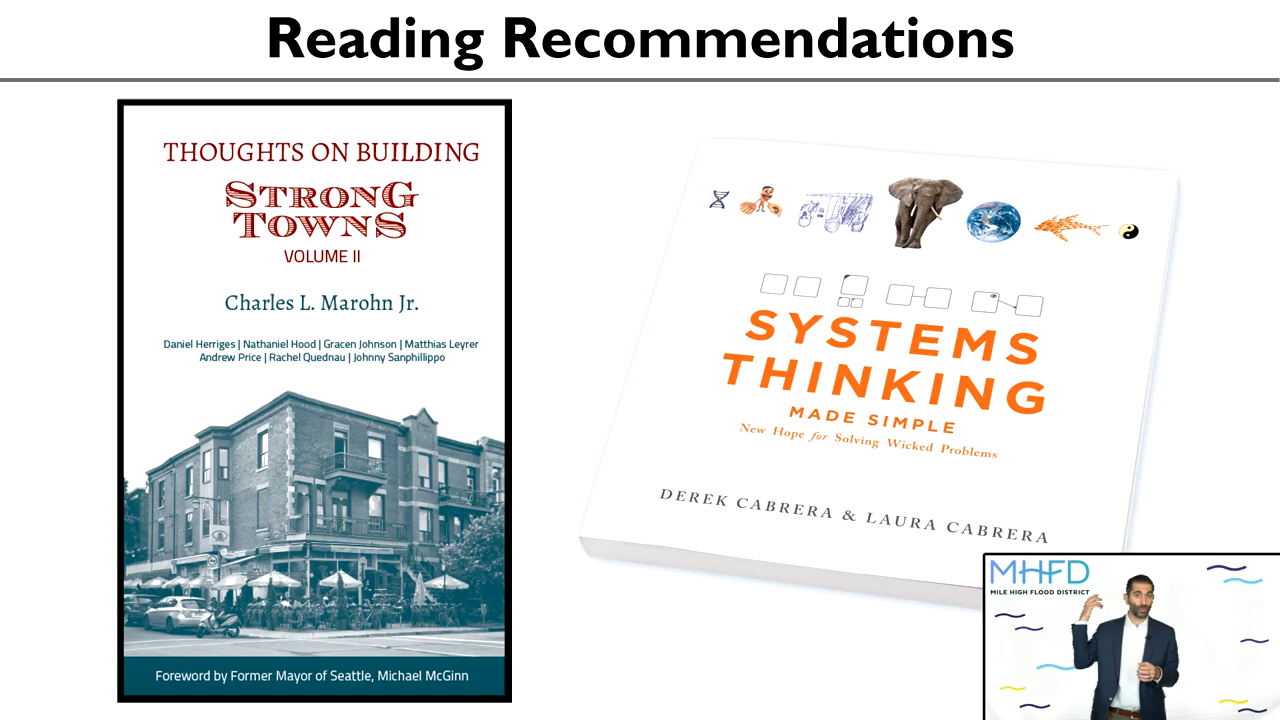 Reading Recommendations
THOUGHTS ON BUILDING
STRONG
TOWNS
VOLUME II
Charles L. Marohn Jr.
Daniel Herriges | Nathaniel Hood | Gracen Johnson | Matthias Leyrer
Andrew Price | Rachel Quednau | Johnny Sanphillippo
Foreword by Former Mayor of Seattle, Michael McGinn
SYSTEMS
THINKING
MADE SIMPLE
New Hope for Solving Wicked Problems
DEREK CABRERA & LAURA CABRERA
MHFD
MILE HIGH FLOOD DISTRICT